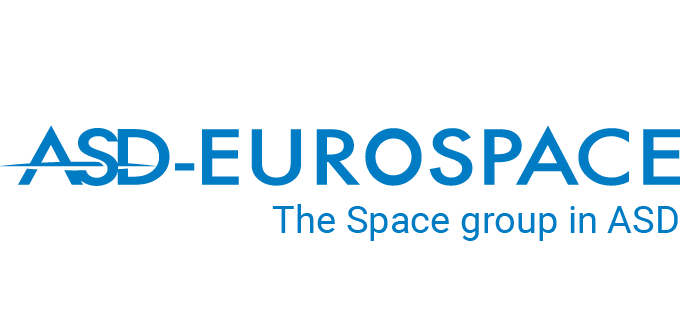 ASD-EUROSPACE
The Space group in ASD